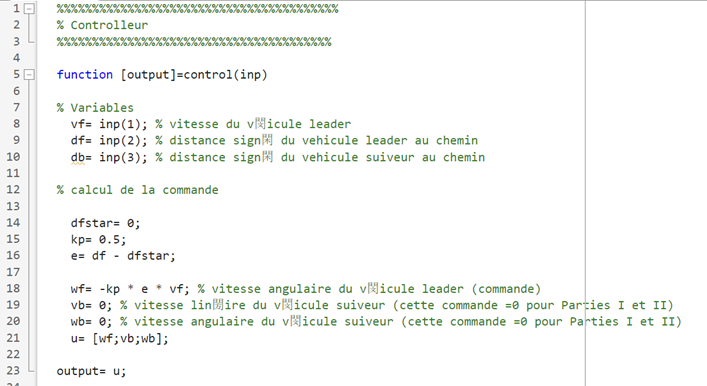 1 %%%%%%%%%%%%%%%%%%%%%%%%%%%%%%%%%%%%%%%%
2 % Controlleur
3 %%%%%%%%%%%%%%%%%%%%%%%%%%%%%%%%%%%%%%%
4
5 function [output]=control(inp)
6
7 % Variables
8 vf= inp(1); % vitesse du v閔icule leader
9 df= inp(2); % distance sign閑 du vehicule leader au chemin
10 db= inp(3); % distance sign閑 du vehicule suiveur au chemin
11
12 % calcul de la commande
13
14 dfstar= 0;
15 kp= 0.5;
16 e= df - dfstar;
17
18 wf= -kp * e * vf; % vitesse angulaire du v閔icule leader (commande)
19 vb= 0; % vitesse lin閍ire du v閔icule suiveur (cette commande =0 pour Parties I et II)
20 wb= 0; % vitesse angulaire du v閔icule suiveur (cette commande =0 pour Parties I et II)
21 u= [wf;vb;wb];
22
23 output= u;